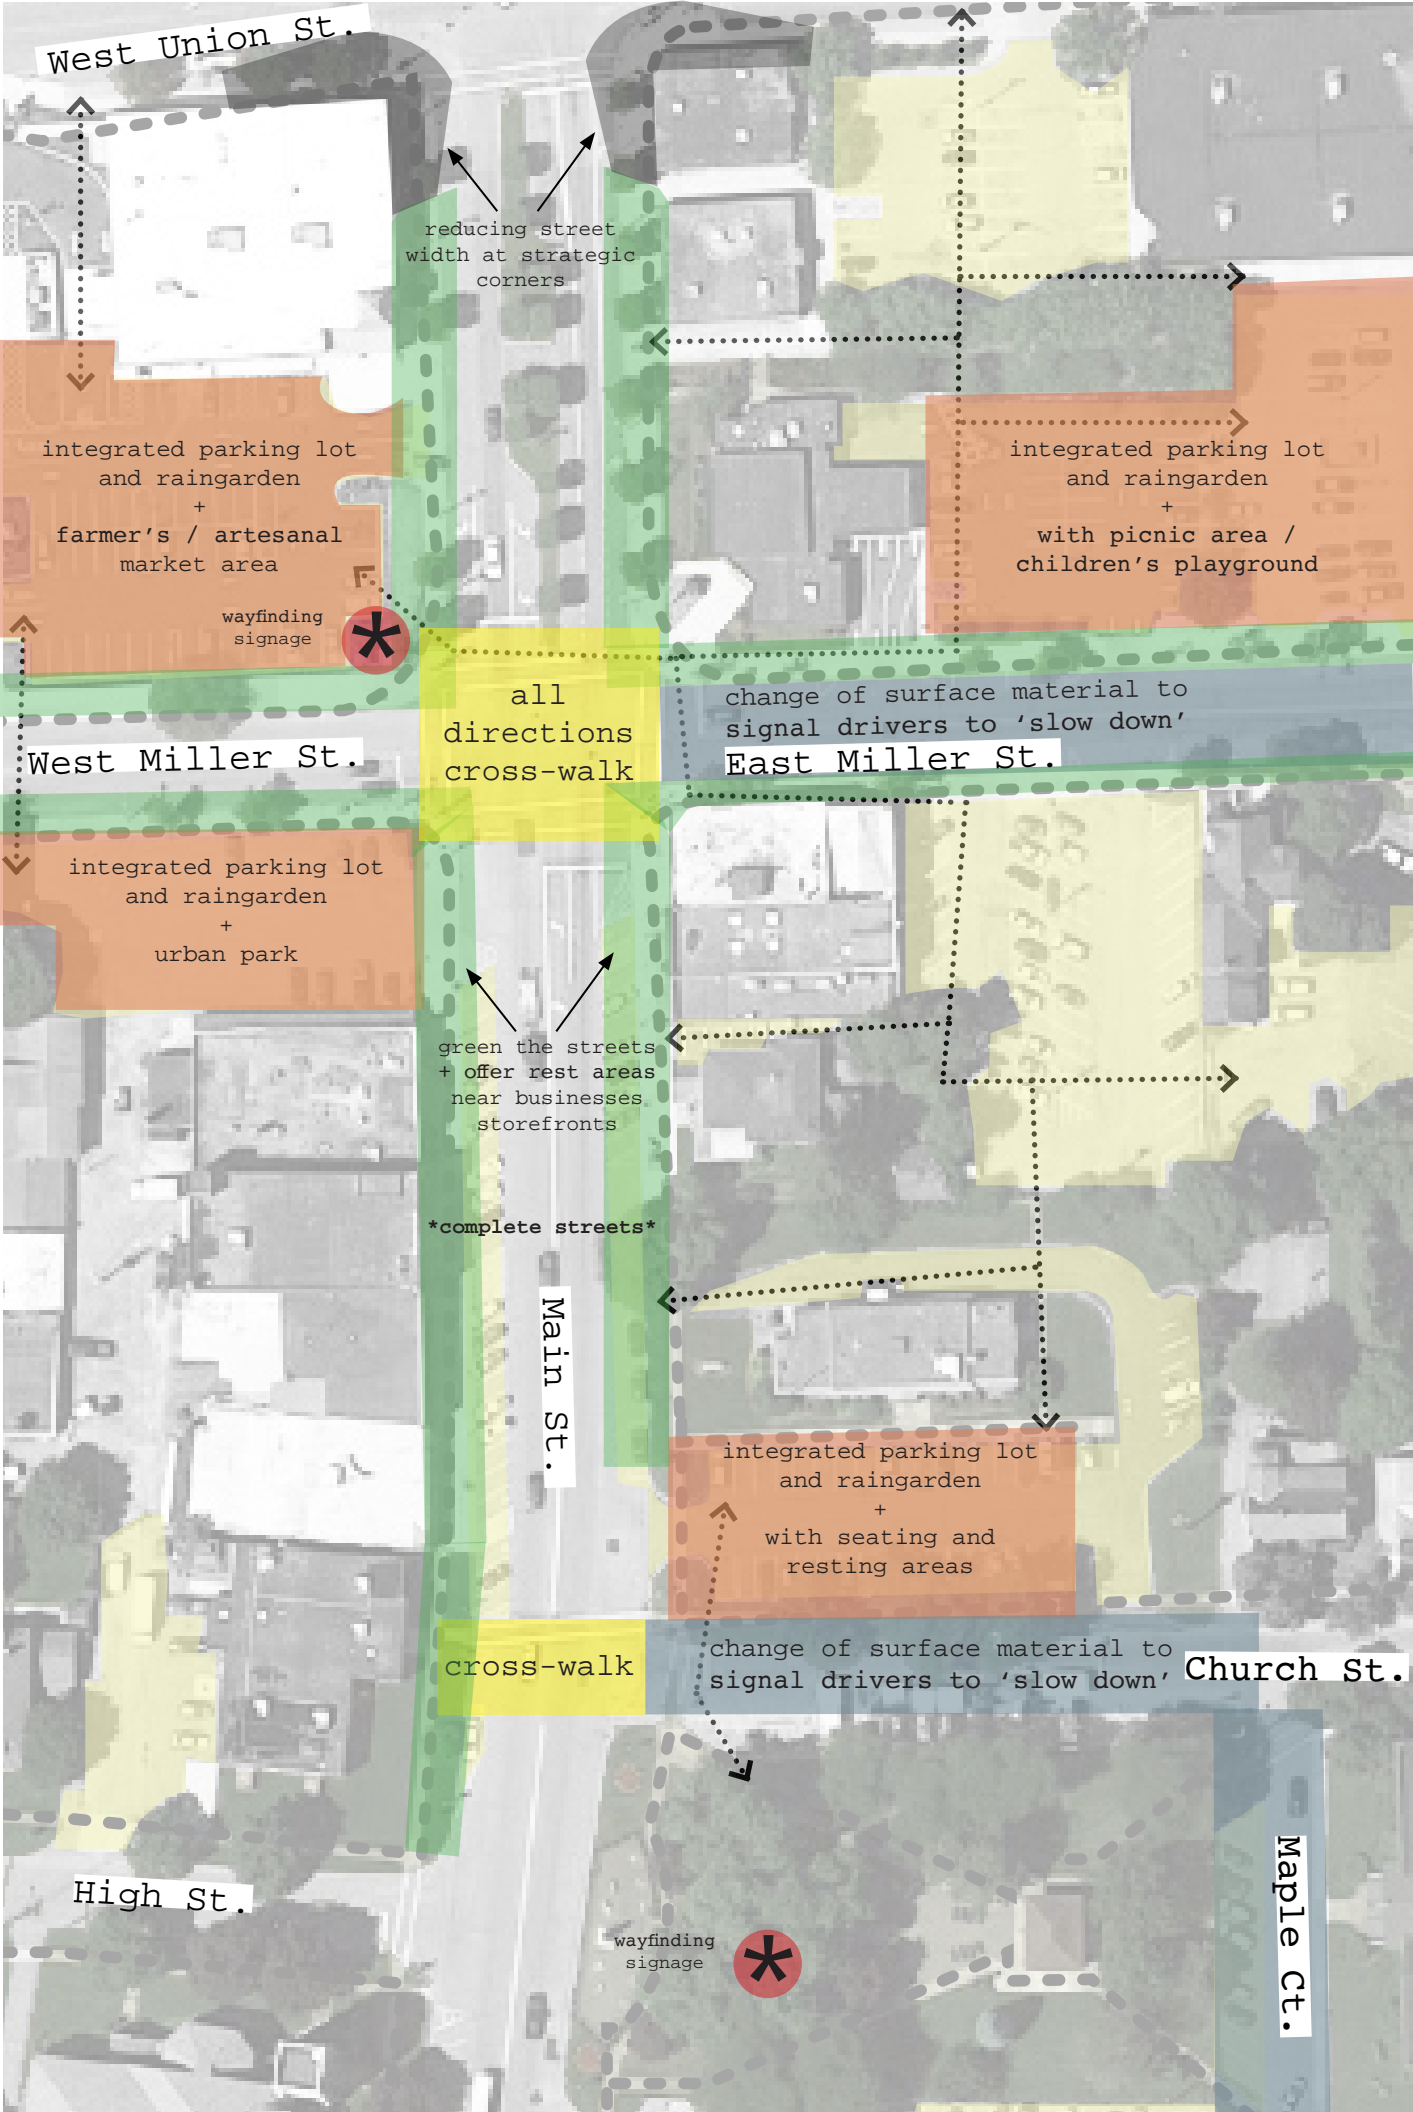 West Union St.
reducing street
width at strategic
corners
integrated parking lot
and raingarden
+
farmer's / artesanal
market area
integrated parking lot
and raingarden
+
with picnic area /
children's playground
wayfinding
signage
*
all
directions
cross-walk
change of surface material to
signal drivers to 'slow down'
West Miller St.
East Miller St.
integrated parking lot
and raingarden
+
urban park
green the streets
+ offer rest areas
near businesses
storefronts
*complete streets*
Main St.
integrated parking lot
and raingarden
+
with seating and
resting areas
cross-walk
change of surface material to
signal drivers to 'slow down'
Church St.
High St.
Maple Ct.
wayfinding
signage
*